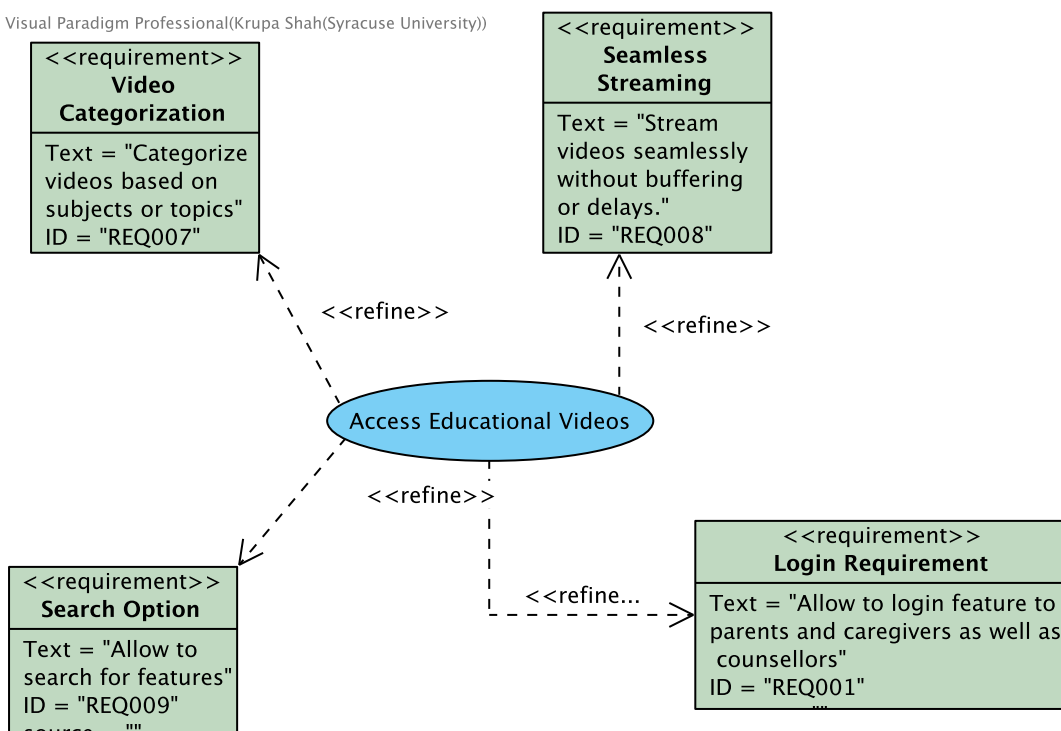 Visual Paradigm Professional(Krupa Shah(Syracuse University))
<<requirement>>
Video
Categorization
Text = "Categorize
videos based on
subjects or topics"
ID = "REQ007"
<<requirement>>
Seamless
Streaming
Text = "Stream
videos seamlessly
without buffering
or delays."
ID = "REQ008"
<<refine>>
<<refine>>
Access Educational Videos
<<refine>>
<<refine...
<<requirement>>
Search Option
Text = "Allow to
search for features"
ID = "REQ009"
source = ""
<<requirement>>
Login Requirement
Text = "Allow to login feature to
parents and caregivers as well as
counsellors"
ID = "REQ001"
""